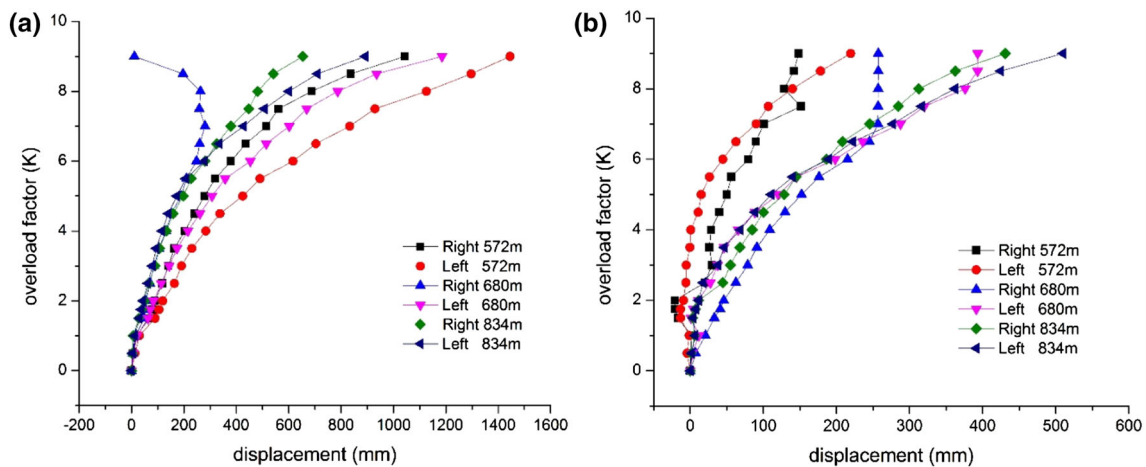 (a)
10
8
6
4
2
0
overload factor (K)
-200 0 200 400 600 800 1000 1200 1400 1600
displacement (mm)
Right 572m
Left 572m
Right 680m
Left 680m
Right 834m
Left 834m
(b)
10
8
6
4
2
0
overload factor (K)
0 100 200 300 400 500 600
displacement (mm)
Right 572m
Left 572m
Right 680m
Left 680m
Right 834m
Left 834m